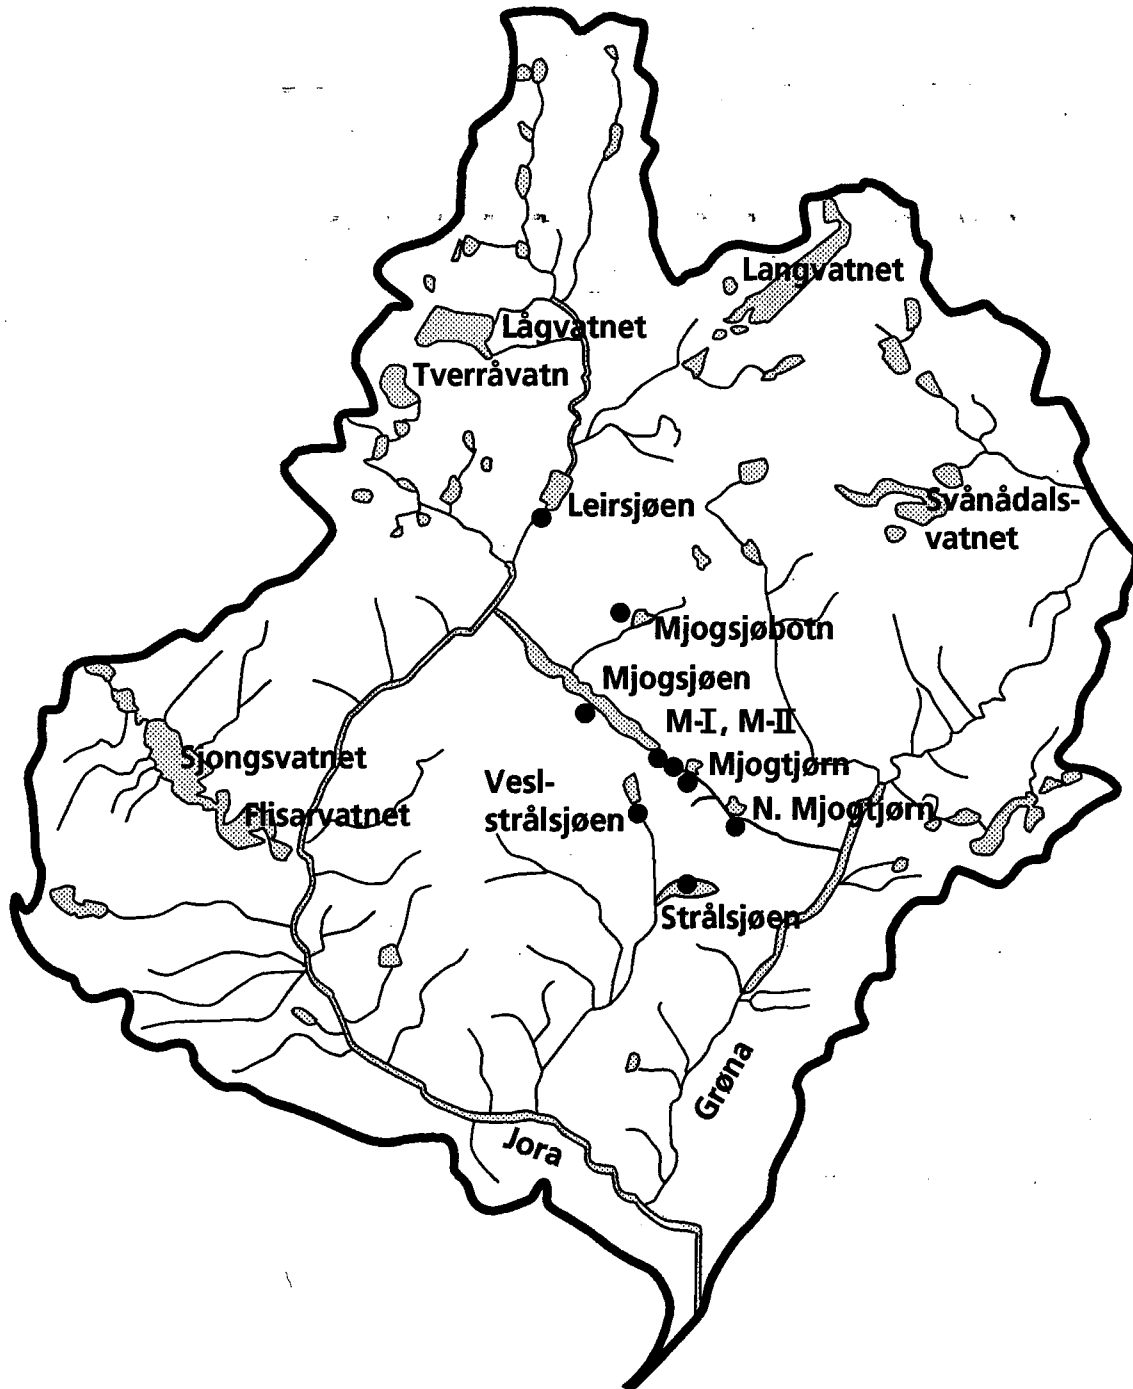 Langvatnet
Lågvatnet
Tverråvatn
Leirsjøen
Svånådals-
vatnet
Mjogsjøbotn
Mjogsjøen
M-I, M-II
Sjongsvatnet
Mjogtjørn
Vesl-
strålsjøen
Flisarvatnet
N. Mjogtjørn
Strålsjøen
Grøna
Jora